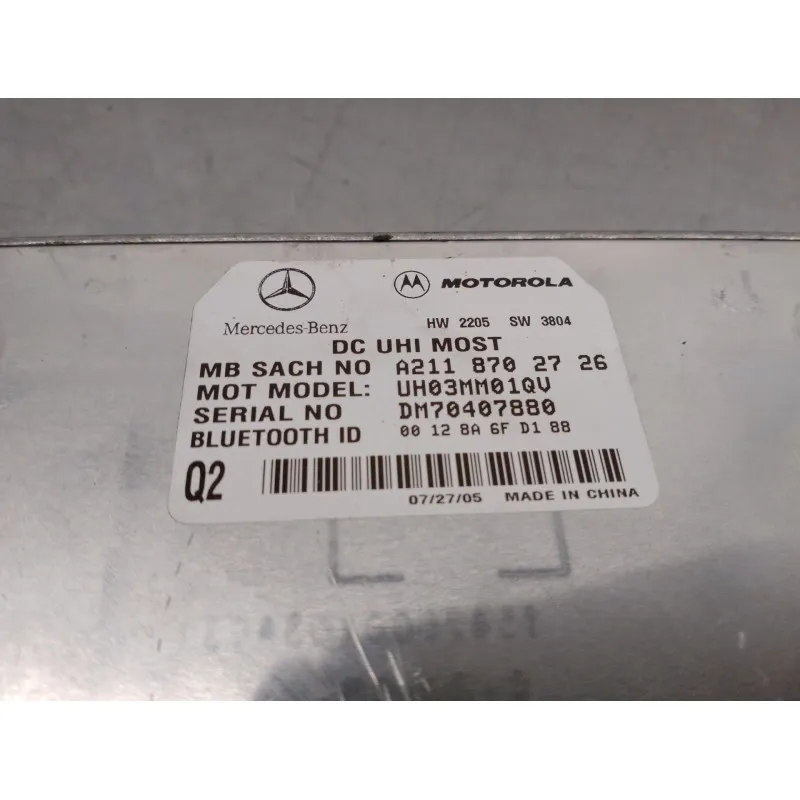 Mercedes-Benz
MOTOROLA
HW 2205 SW 3804
DC UHI MOST
MB SACH NO A211 870 27 26
MOT MODEL: UH03MM01QV
SERIAL NO DM70407880
BLUETOOTH ID 00 12 8A 6F D1 88
Q2
07/27/05 MADE IN CHINA